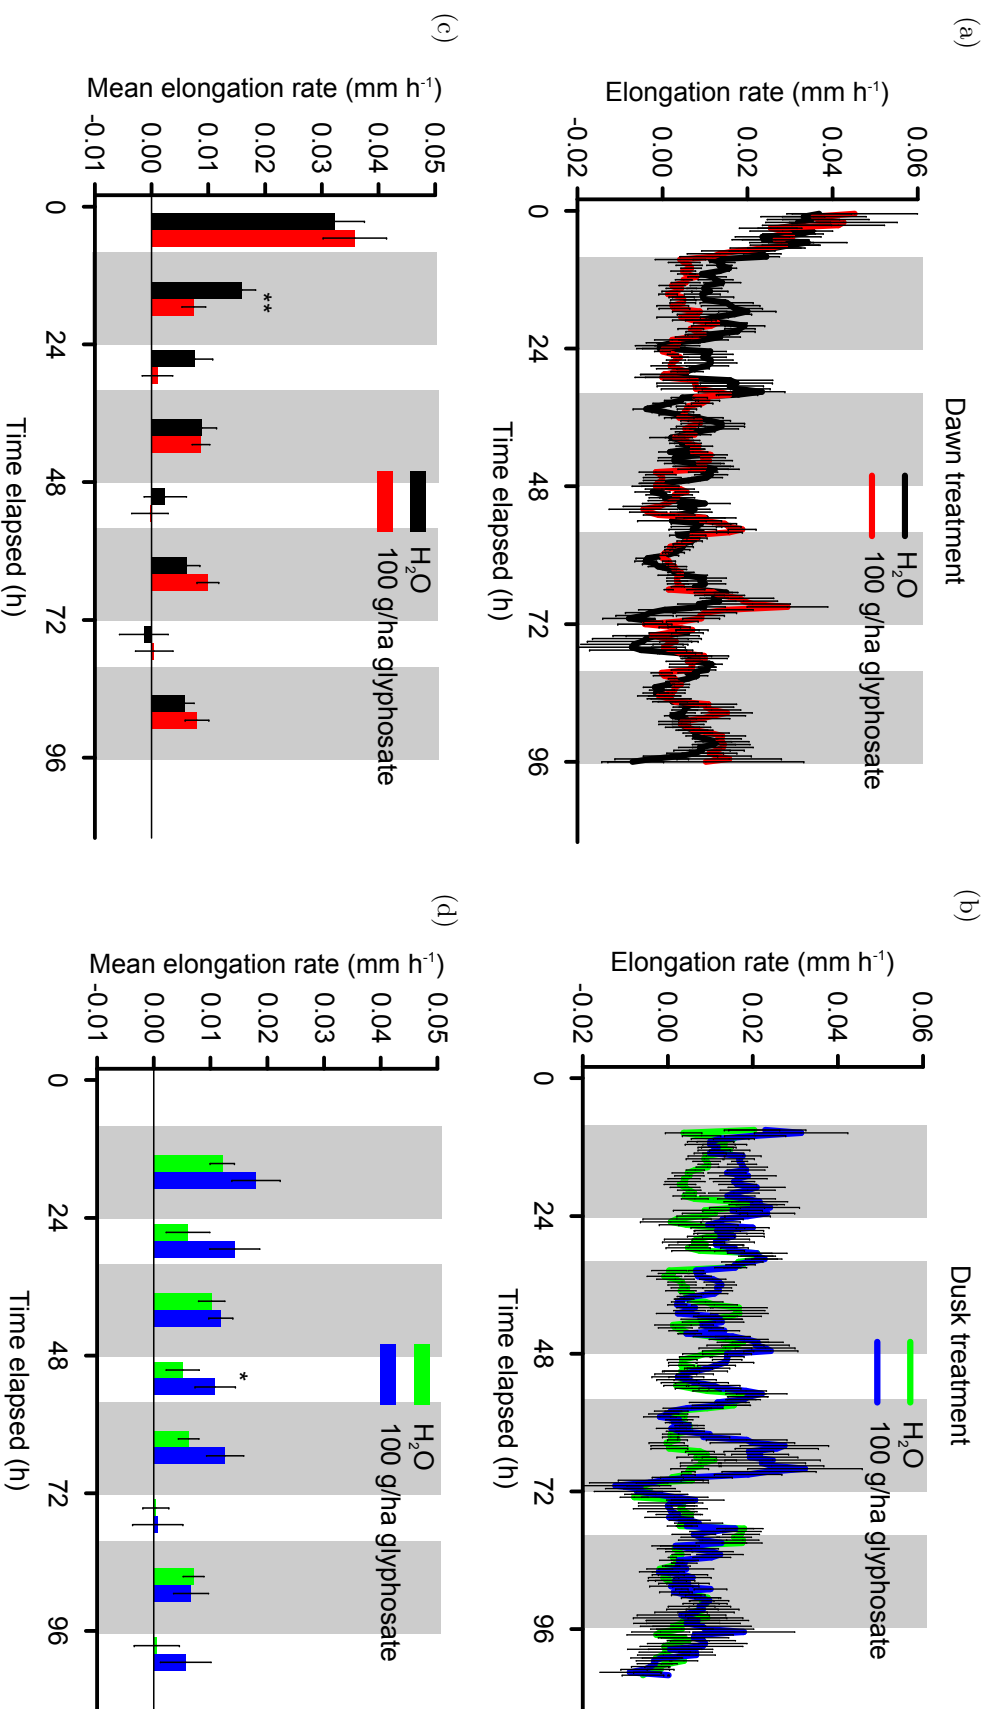 (a)
Dawn treatment
Elongation rate (mm h-1)
0.06
0.04
0.02
0.00
-0.02
H2O
100 g/ha glyphosate
0 24 48 72 96
Time elapsed (h)
(b)
Dusk treatment
Elongation rate (mm h-1)
0.06
0.04
0.02
0.00
-0.02
H2O
100 g/ha glyphosate
0 24 48 72 96
Time elapsed (h)
(c)
Mean elongation rate (mm h-1)
0.05
0.04
0.03
0.02
0.01
0.00
-0.01
**
H2O
100 g/ha glyphosate
0 24 48 72 96
Time elapsed (h)
(d)
Mean elongation rate (mm h-1)
0.05
0.04
0.03
0.02
0.01
0.00
-0.01
*
H2O
100 g/ha glyphosate
0 24 48 72 96
Time elapsed (h)